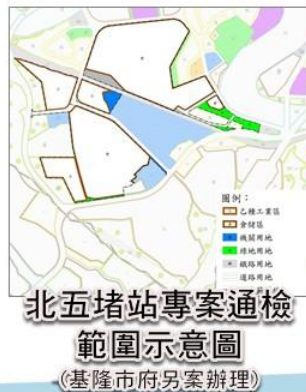 圖例：
乙種工業區
倉儲區
機關用地
綠地用地
鐵路用地
道路用地
北五堵站專案通檢
範圍示意圖
(基隆市府另案辦理)